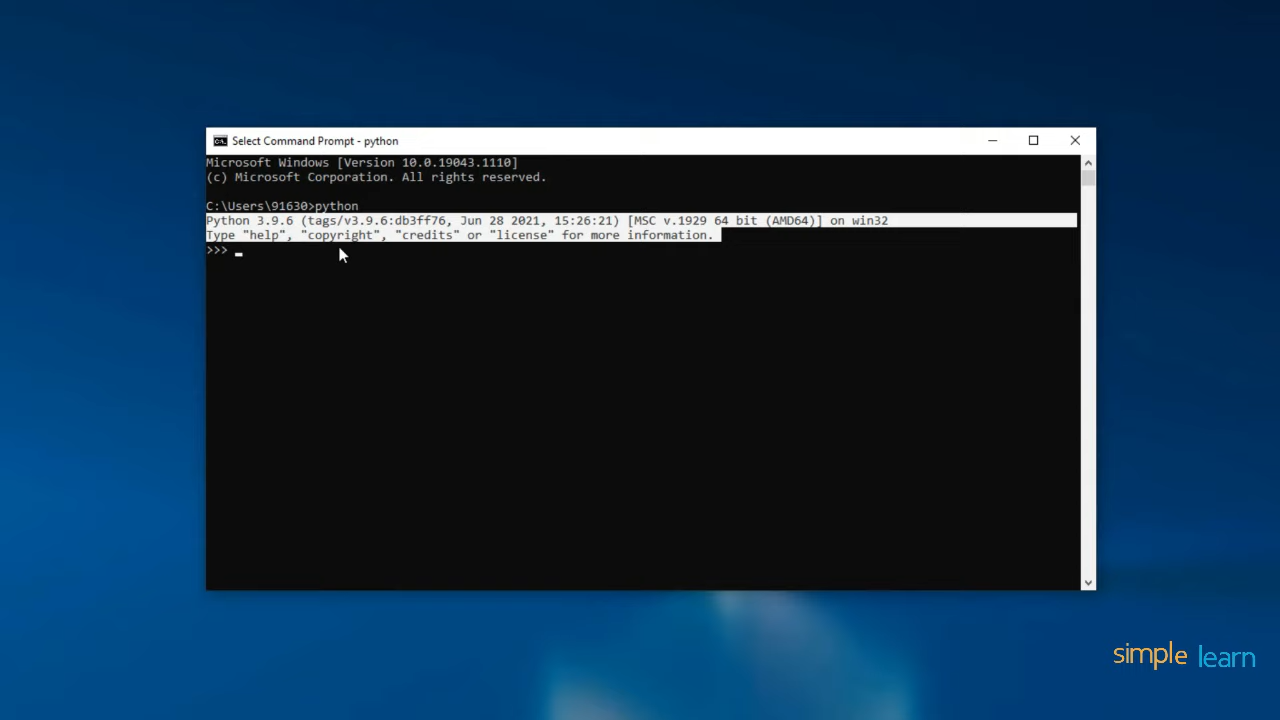 Select Command Prompt - python
Microsoft Windows [Version 10.0.19043.1110]
(c) Microsoft Corporation. All rights reserved.
C:\Users\91630>python
Python 3.9.6 (tags/v3.9.6:db3ff76, Jun 28 2021, 15:26:21) [MSC v.1929 64 bit (AMD64)] on win32
Type "help", "copyright", "credits" or "license" for more information.
>>>
simple learn